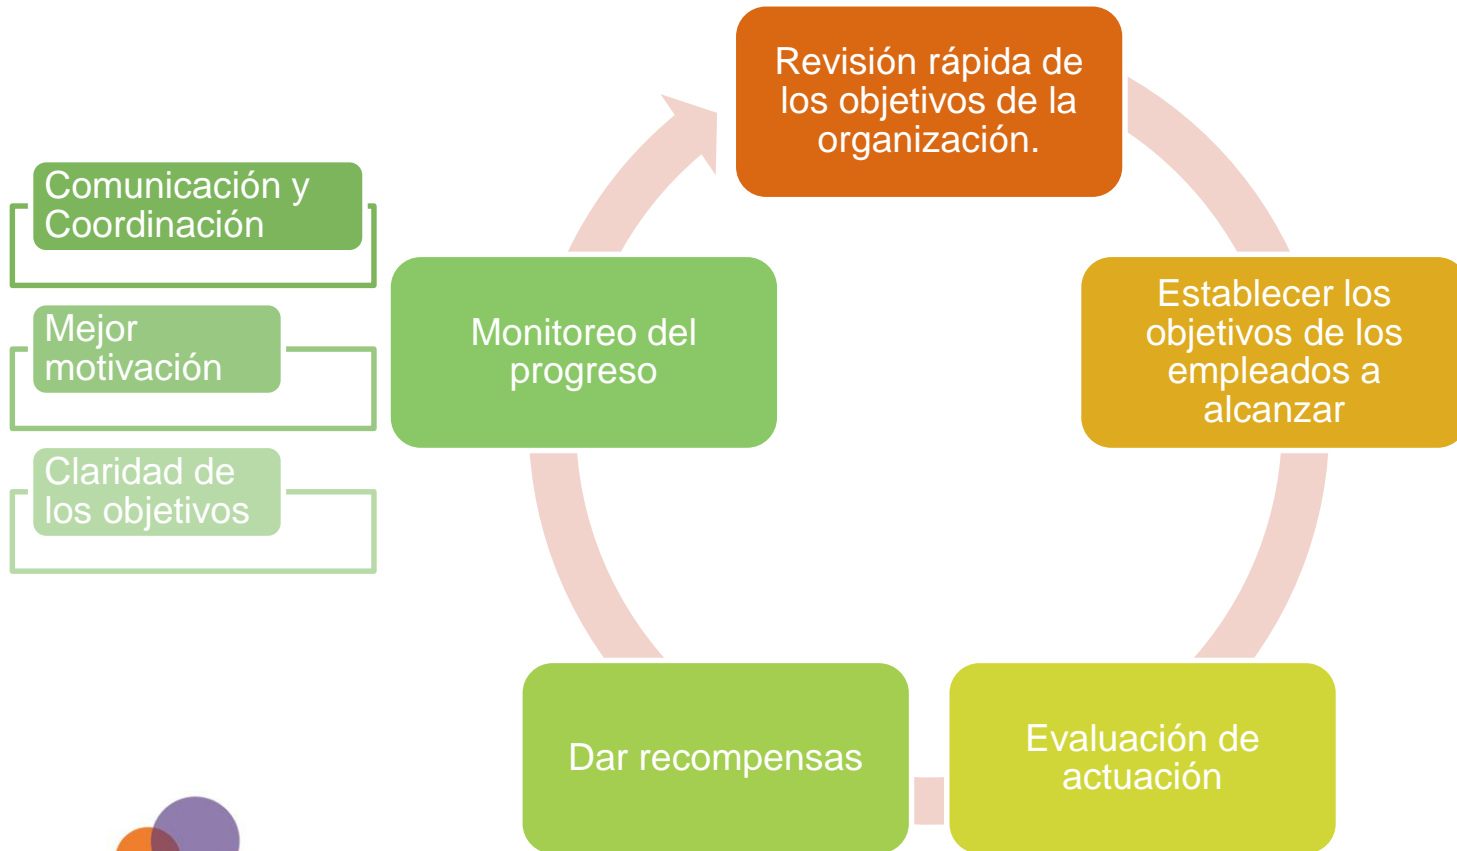 Revisión rápida de
los objetivos de la
organización.
Comunicación y
Coordinación
Mejor
motivación
Claridad de
los objetivos
Monitoreo del
progreso
Establecer los
objetivos de los
empleados a
alcanzar
Dar recompensas
Evaluación de
actuación